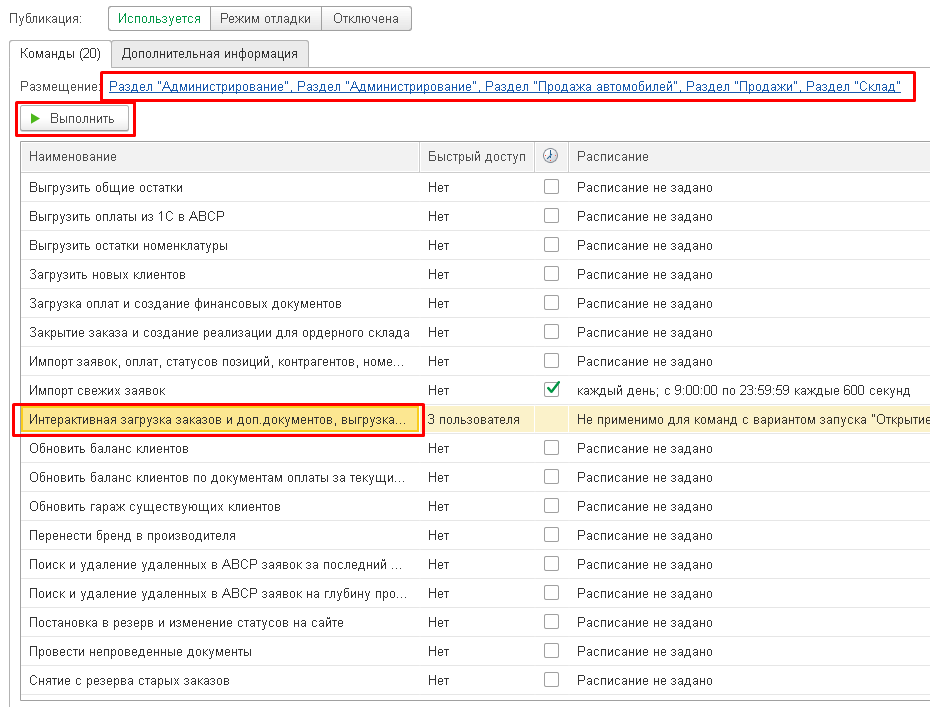 Публикация: Используется Режим отладки Отключена
Команды (20) Дополнительная информация
Размещение: Раздел "Администрирование", Раздел "Администрирование", Раздел "Продажа автомобилей", Раздел "Продажи", Раздел "Склад"
Выполнить
Наименование Быстрый доступ Расписание
Выгрузить общие остатки Нет Расписание не задано
Выгрузить оплаты из 1С в АВСР Нет Расписание не задано
Выгрузить остатки номенклатуры Нет Расписание не задано
Загрузить новых клиентов Нет Расписание не задано
Загрузка оплат и создание финансовых документов Нет Расписание не задано
Закрытие заказа и создание реализации для ордерного склада Нет Расписание не задано
Импорт заявок, оплат, статусов позиций, контрагентов, номе... Нет Расписание не задано
Импорт свежих заявок Нет каждый день; с 9:00:00 по 23:59:59 каждые 600 секунд
Интерактивная загрузка заказов и доп.документов, выгрузка... 3 пользователя Не применимо для команд с вариантом запуска "Открытие
Обновить баланс клиентов Нет Расписание не задано
Обновить баланс клиентов по документам оплаты за текущи... Нет Расписание не задано
Обновить гараж существующих клиентов Нет Расписание не задано
Перенести бренд в производителя Нет Расписание не задано
Поиск и удаление удаленных в АВСР заявок за последний ... Нет Расписание не задано
Поиск и удаление удаленных в АВСР заявок на глубину про... Нет Расписание не задано
Постановка в резерв и изменение статусов на сайте Нет Расписание не задано
Провести непроведенные документы Нет Расписание не задано
Снятие с резерва старых заказов Нет Расписание не задано